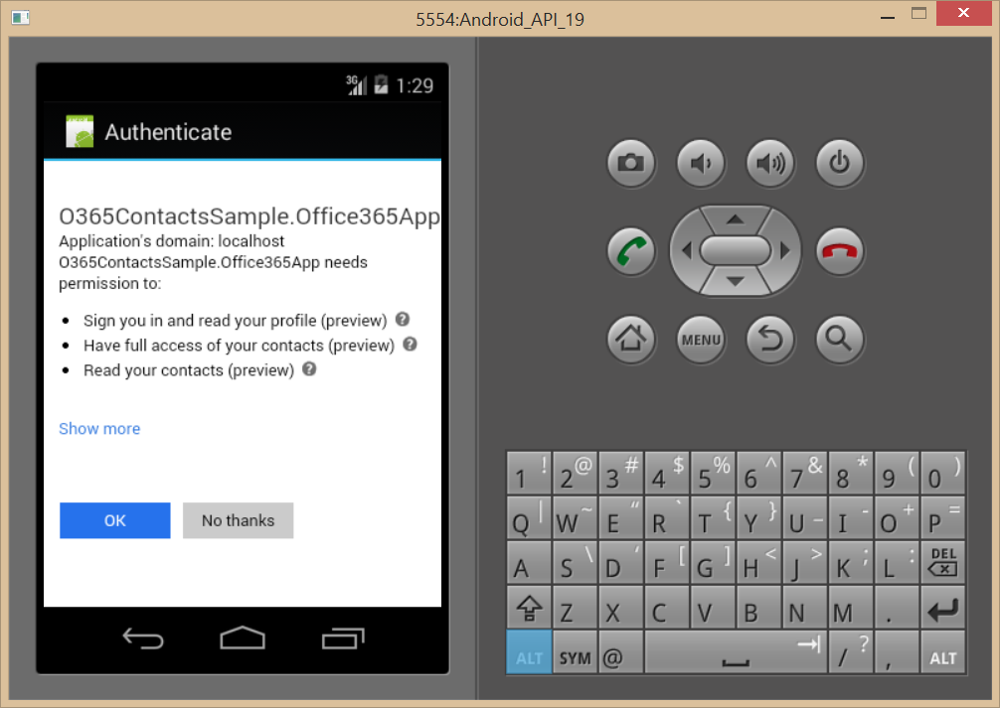 5554:Android_API_19
3G 1:29
Authenticate
O365ContactsSample.Office365App
Application's domain: localhost
O365ContactsSample.Office365App needs
permission to:
Sign you in and read your profile (preview) ?
Have full access of your contacts (preview) ?
Read your contacts (preview) ?
Show more
OK No thanks
MENU
1 ! 2 @ 3 # 4 $ 5 % 6 ^ 7 & 8 * 9 ( 0 )
Q | W ~ E “ R ` T { Y } U _ I - O + P =
A S \ D ‘ F [ G ] H < J > K ; L : DEL
Z X C V B N M .
ALT SYM @ / ? , ALT